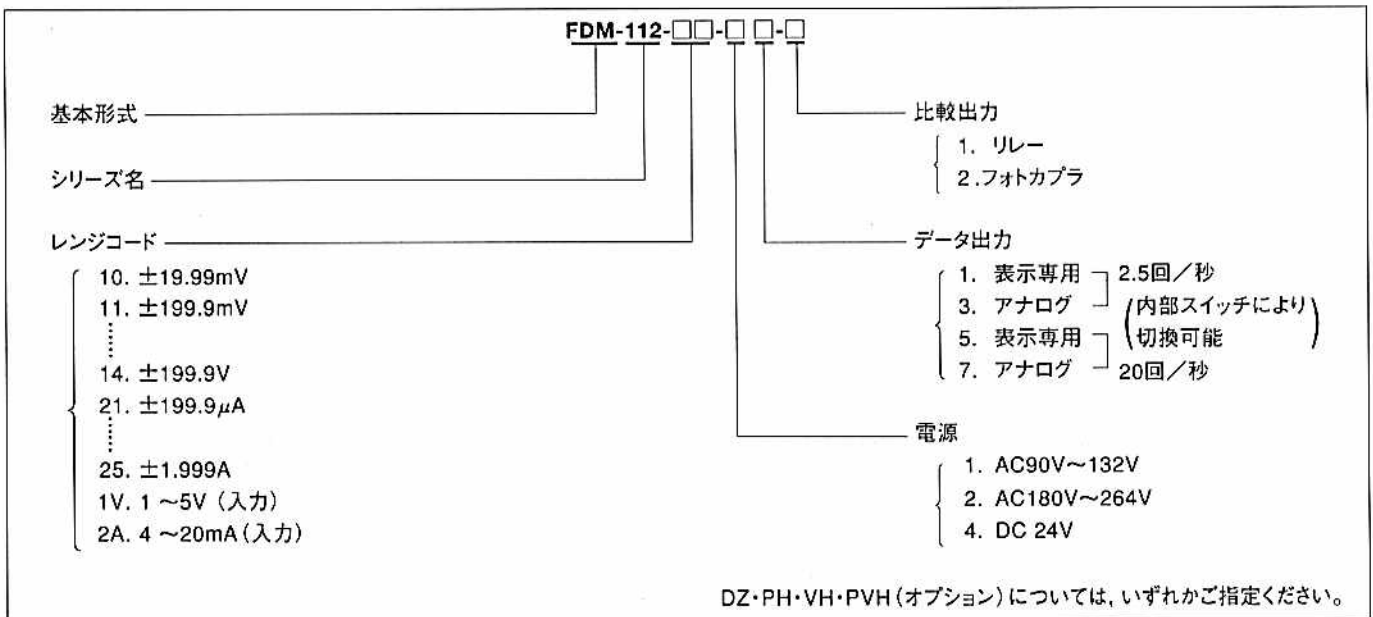 FDM-112-□□-□ □-□
基本形式
シリーズ名
レンジコード
10. ±19.99mV
11. ±199.9mV
14. ±199.9V
21. ±199.9μA
25. ±1.999A
1V. 1 ～5V（入力）
2A. 4 ～20mA（入力）
比較出力
1. リレー
2.フォトカプラ
データ出力
1. 表示専用 2.5回／秒
3. アナログ （内部スイッチにより
5. 表示専用 切換可能 ）
7. アナログ 20回／秒
電源
1. AC90V～132V
2. AC180V～264V
4. DC 24V
DZ・PH・VH・PVH（オプション）については, いずれかご指定ください。